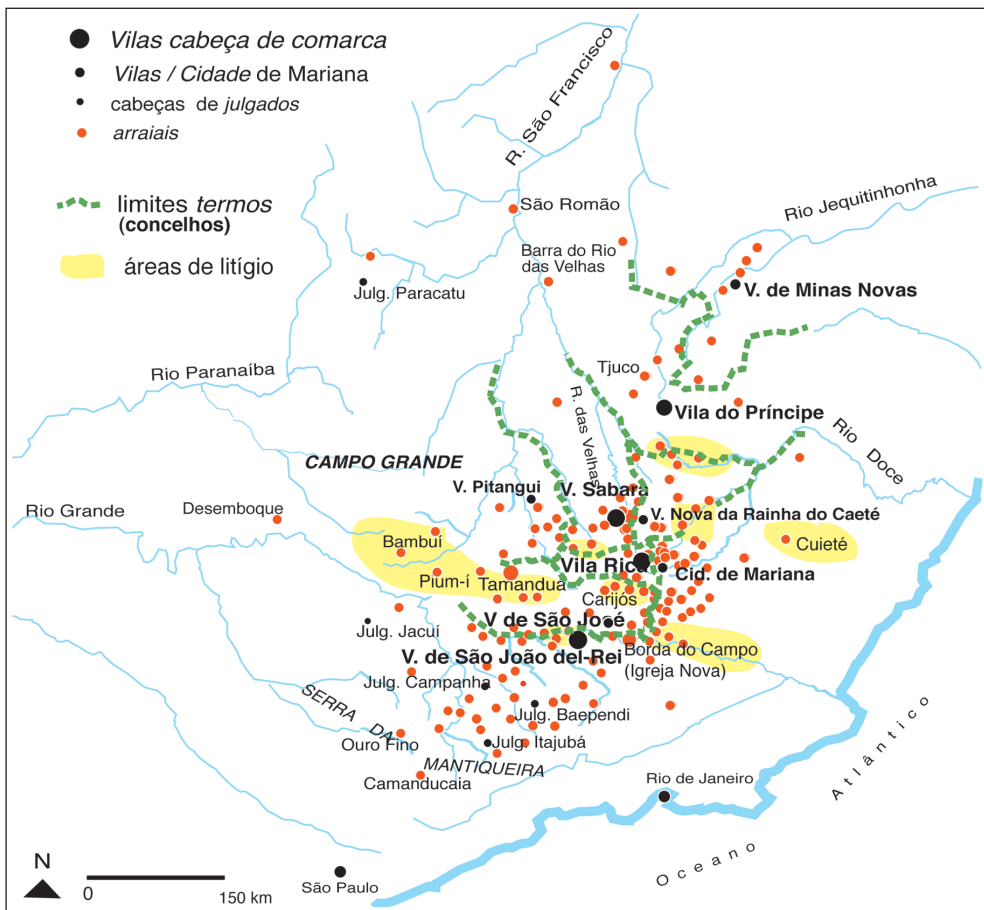 Vilas cabeça de comarca
Vilas / Cidade de Mariana
cabeças de julgados
arraiais
limites termos
(concelhos)
áreas de litígio
R. São Francisco
Rio Jequitinhonha
São Romão
Barra do Rio
das Velhas
Julg. Paracatu
V. de Minas Novas
Rio Paranaíba
Tjuco
R. das Velhas
Vila do Príncipe
Rio Doce
CAMPO GRANDE
V. Pitangui
V. Sabará
Rio Grande
Desemboque
V. Nova da Rainha do Caeté
Bambuí
Cuieté
Vila Rica
Pium-í
Tamandua
Cid. de Mariana
Carijós
V de São José
Julg. Jacuí
V. de São João del-Rei
Borda do Campo
(Igreja Nova)
Julg. Campanha
SERRA DA
MANTIQUEIRA
Julg. Baependi
Ouro Fino
Julg. Itajubá
Camanducaia
Rio de Janeiro
Oceano
Atlântico
N
0
150 km
São Paulo